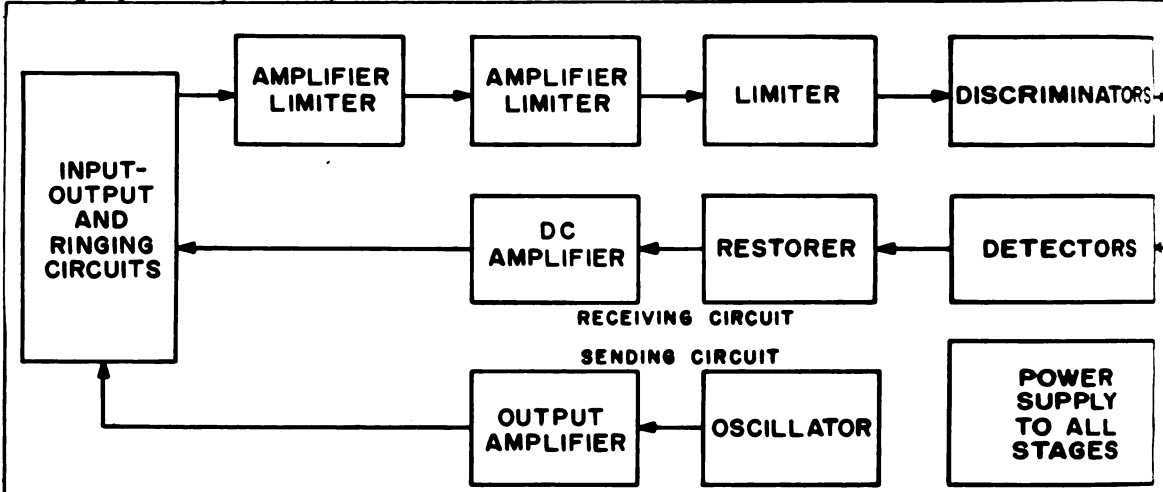 AMPLIFIER
LIMITER
AMPLIFIER
LIMITER
LIMITER
DISCRIMINATORS
INPUT-
OUTPUT
AND
RINGING
CIRCUITS
DC
AMPLIFIER
RESTORER
DETECTORS
RECEIVING CIRCUIT
SENDING CIRCUIT
OUTPUT
AMPLIFIER
OSCILLATOR
POWER
SUPPLY
TO ALL
STAGES